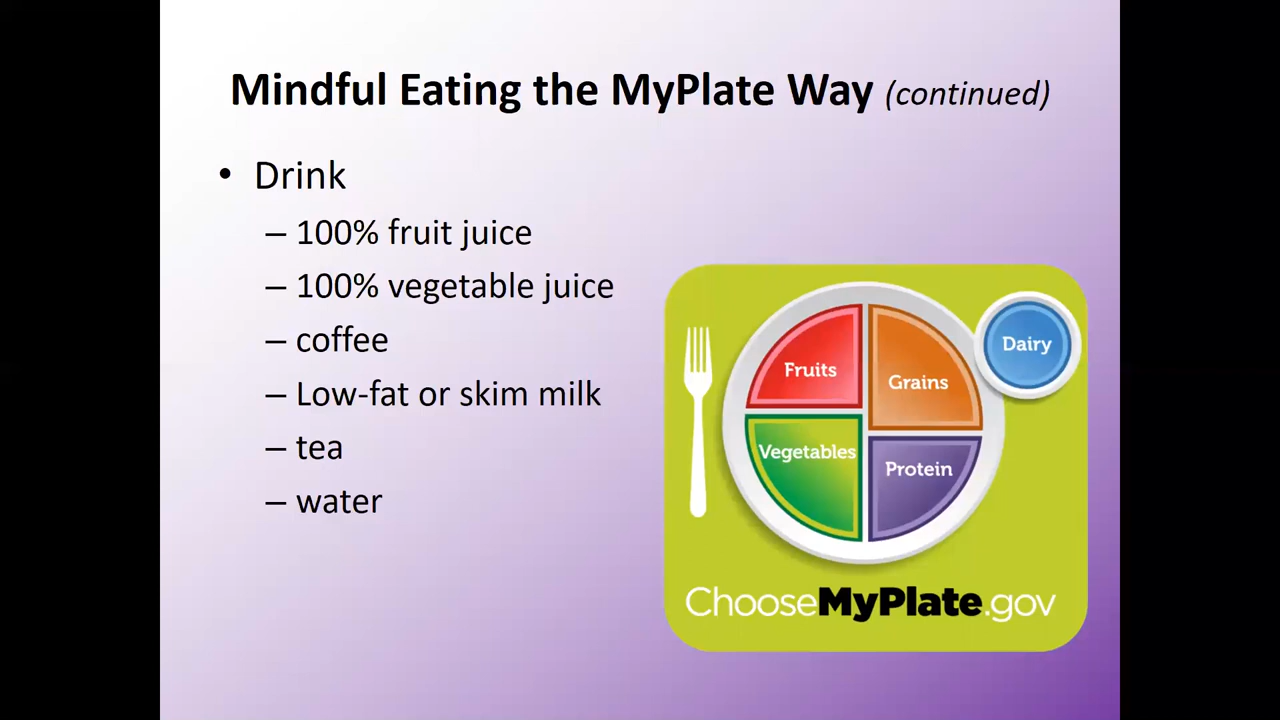 Mindful Eating the MyPlate Way (continued)
• Drink
– 100% fruit juice
– 100% vegetable juice
– coffee
– Low-fat or skim milk
– tea
– water
Fruits
Grains
Dairy
Vegetables
Protein
ChooseMyPlate.gov